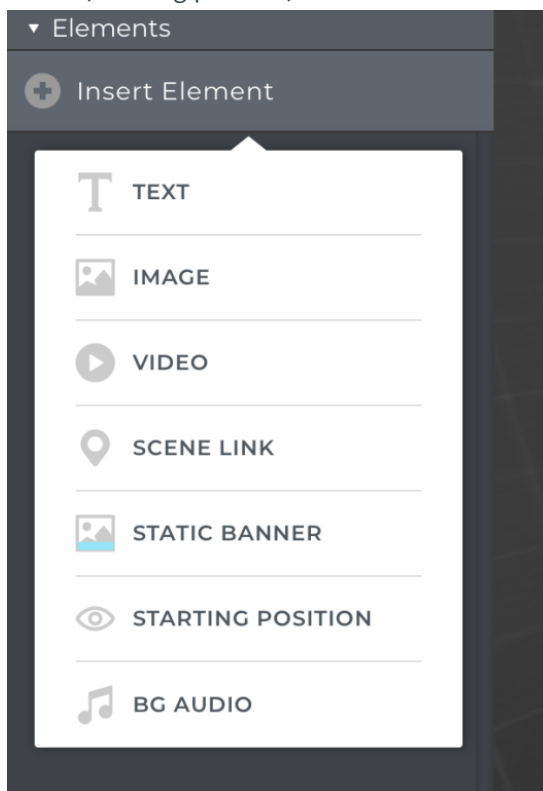 Elements
Insert Element
TEXT
IMAGE
VIDEO
SCENE LINK
STATIC BANNER
STARTING POSITION
BG AUDIO